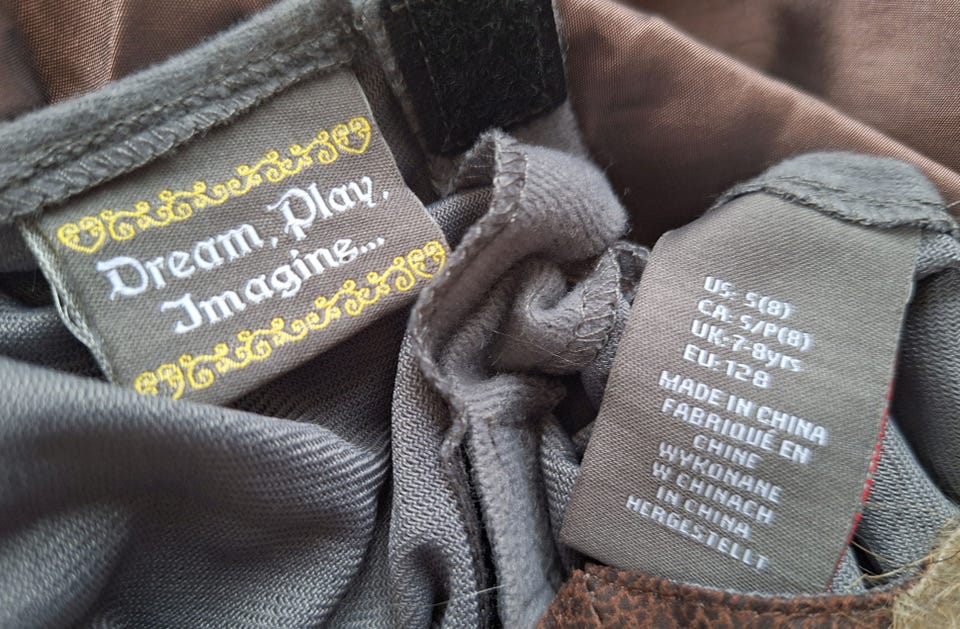 Dream, Play,
Imagine...
US: S(8)
CA: S/P(8)
UK:7-8yrs
EU:128
MADE IN CHINA
FABRIQUÉ EN
CHINE
WYKONANE
W CHINACH
IN CHINA
HERGESTELLT